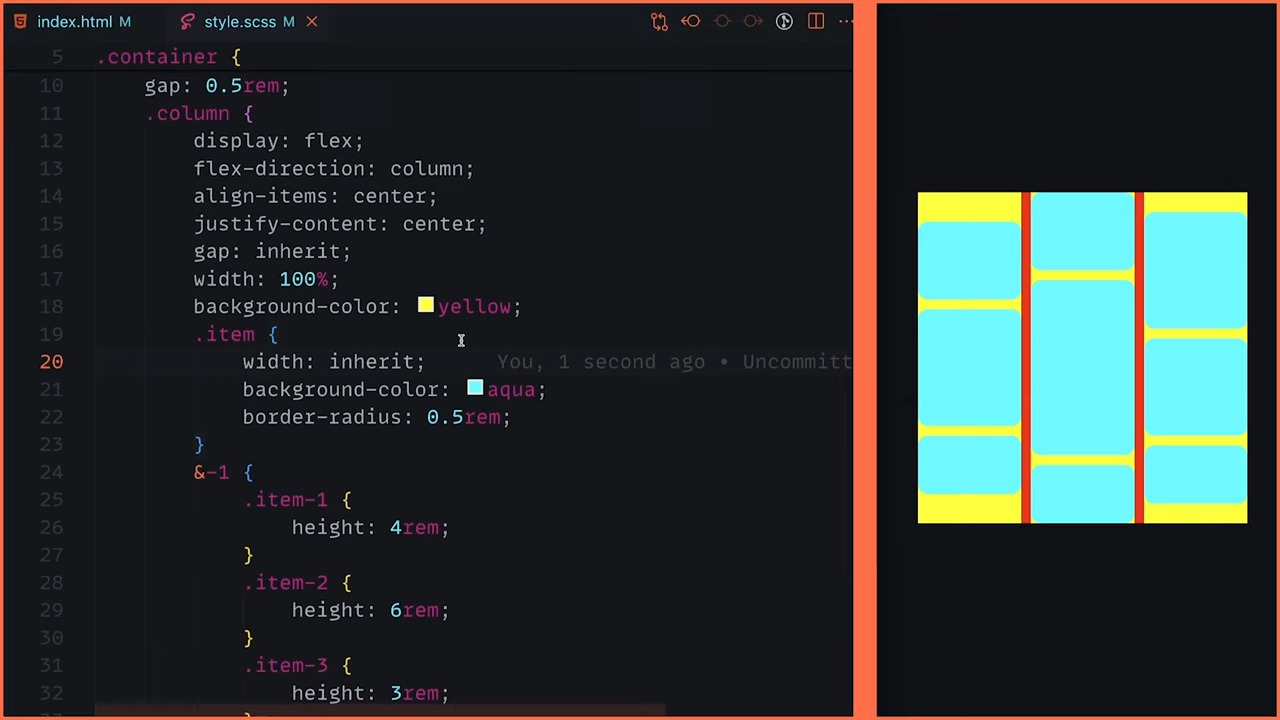 index.html M
style.scss M
5 .container {
10 gap: 0.5rem;
11 .column {
12 display: flex;
13 flex-direction: column;
14 align-items: center;
15 justify-content: center;
16 gap: inherit;
17 width: 100%;
18 background-color: yellow;
19 .item {
20 width: inherit; You, 1 second ago • Uncommitt
21 background-color: aqua;
22 border-radius: 0.5rem;
23 }
24 &-1 {
25 .item-1 {
26 height: 4rem;
27 }
28 .item-2 {
29 height: 6rem;
30 }
31 .item-3 {
32 height: 3rem;